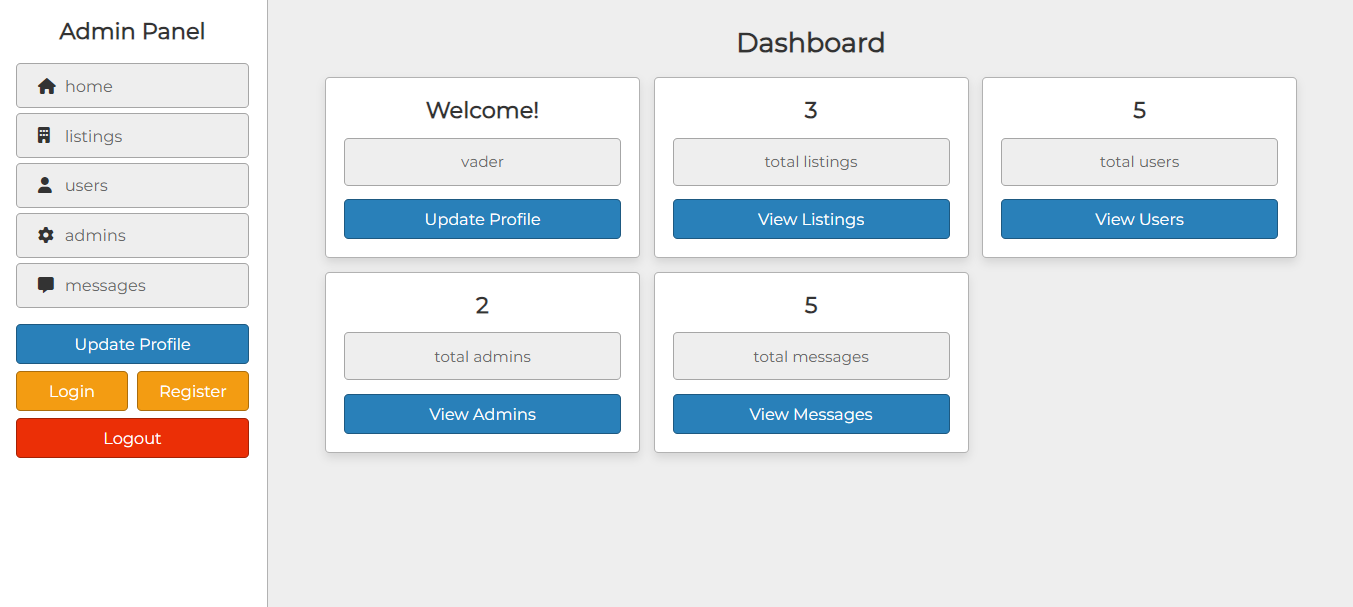 Admin Panel
home
listings
users
admins
messages
Update Profile
Login
Register
Logout
Dashboard
Welcome!
vader
Update Profile
3
total listings
View Listings
5
total users
View Users
2
total admins
View Admins
5
total messages
View Messages